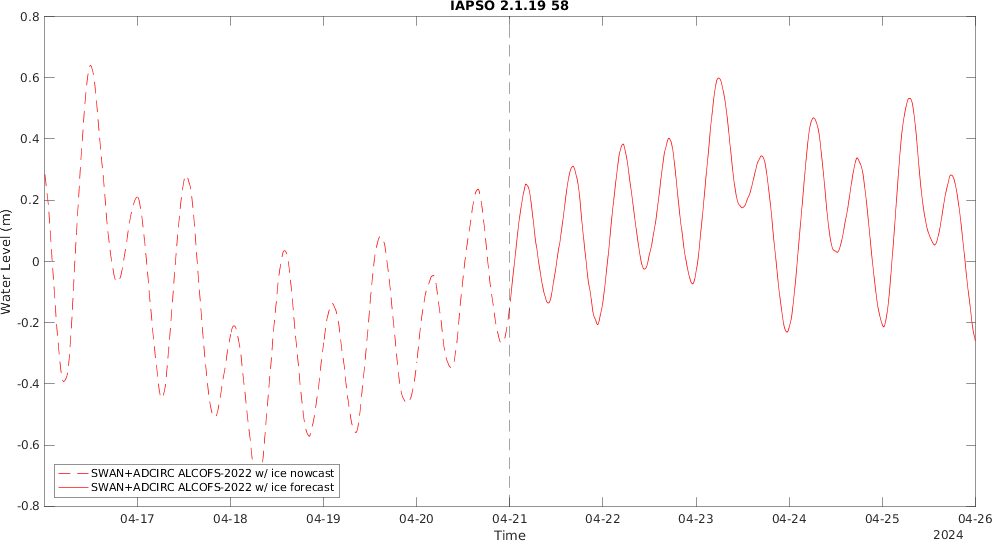 IAPSO 2.1.19 58
0.8
0.6
0.4
0.2
0
-0.2
-0.4
-0.6
-0.8
Water Level (m)
SWAN+ADCIRC ALCOFS-2022 w/ ice nowcast
SWAN+ADCIRC ALCOFS-2022 w/ ice forecast
04-17 04-18 04-19 04-20 04-21 04-22 04-23 04-24 04-25 04-26
Time
2024